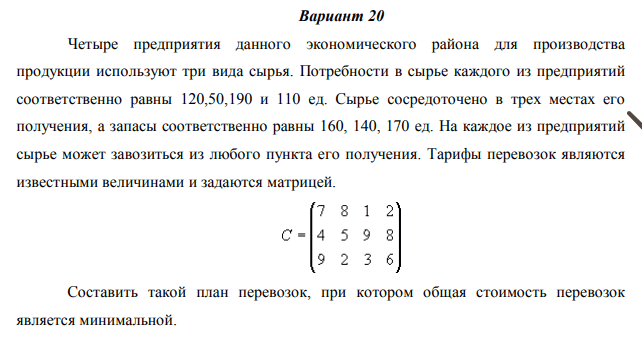 Вариант 20
Четыре предприятия данного экономического района для производства
продукции используют три вида сырья. Потребности в сырье каждого из предприятий
соответственно равны 120,50,190 и 110 ед. Сырье сосредоточено в трех местах его
получения, а запасы соответственно равны 160, 140, 170 ед. На каждое из предприятий
сырье может завозиться из любого пункта его получения. Тарифы перевозок являются
известными величинами и задаются матрицей.
7 8 1 2
C = 4 5 9 8
9 2 3 6
Составить такой план перевозок, при котором общая стоимость перевозок
является минимальной.